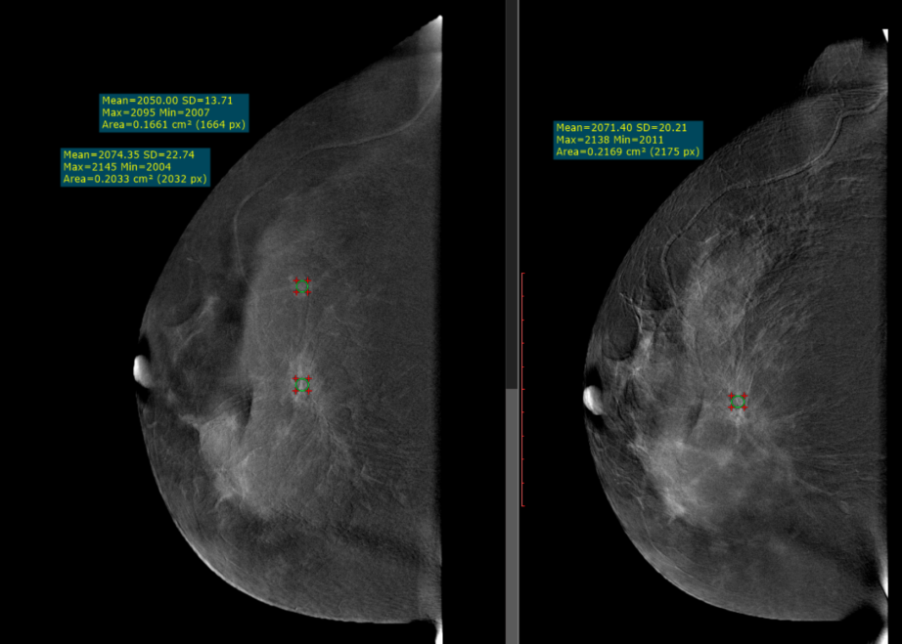 Mean=2050.00 SD=13.71
Max=2095 Min=2007
Area=0.1661 cm² (1664 px)
Mean=2074.35 SD=22.74
Max=2145 Min=2004
Area=0.2033 cm² (2032 px)
Mean=2071.40 SD=20.21
Max=2138 Min=2011
Area=0.2169 cm² (2175 px)